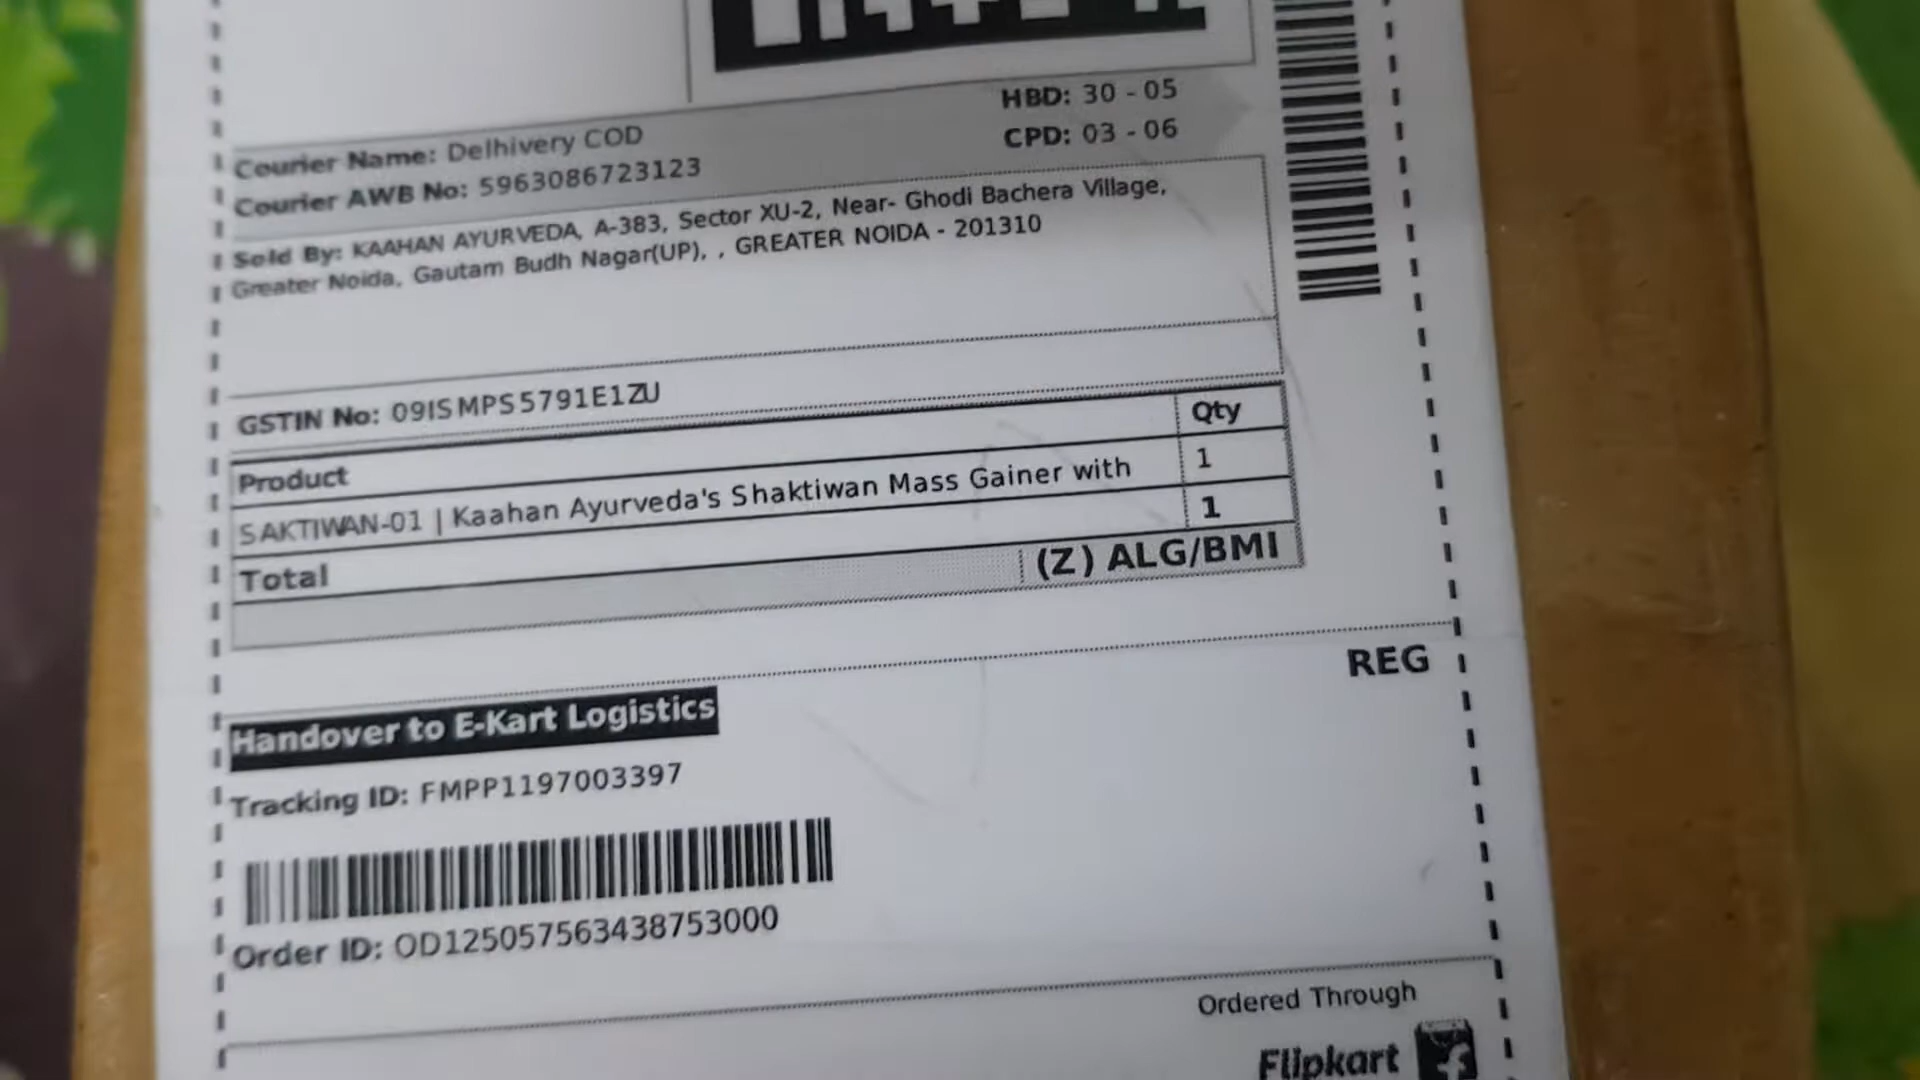 HBD: 30 - 05
CPD: 03 - 06
Courier Name: Delhivery COD
Courier AWB No: 5963086723123
Sold By: KAAHAN AYURVEDA, A-383, Sector XU-2, Near- Ghodi Bachera Village,
Greater Noida, Gautam Budh Nagar(UP), , GREATER NOIDA - 201310
GSTIN No: 09ISMPS5791E1ZU
Product Qty
SAKTIWAN-01 | Kaahan Ayurveda's Shaktiwan Mass Gainer with 1
Total 1
(Z) ALG/BMI
REG
Handover to E-Kart Logistics
Tracking ID: FMPP1197003397
Order ID: OD125057563438753000
Ordered Through
Flipkart